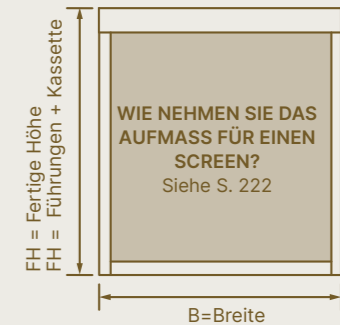 FH = Fertige Höhe
FH = Führungen + Kassette
WIE NEHMEN SIE DAS
AUFMASS FÜR EINEN
SCREEN?
Siehe S. 222
B=Breite